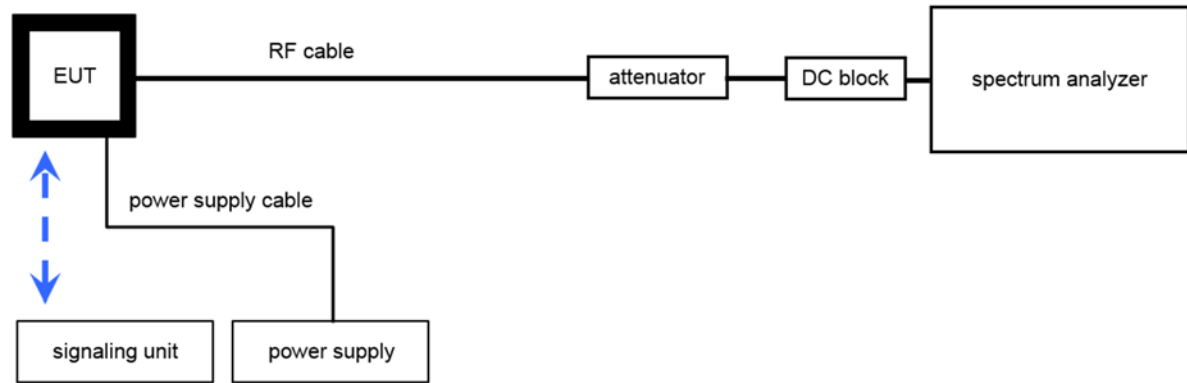 EUT
RF cable
attenuator
DC block
spectrum analyzer
power supply cable
signaling unit
power supply